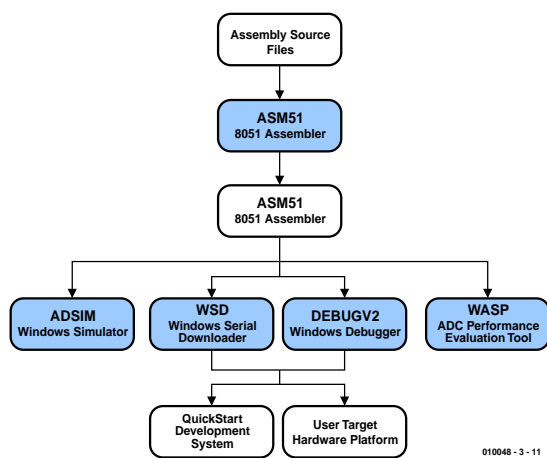 Assembly Source
Files
ASM51
8051 Assembler
ASM51
8051 Assembler
ADSIM
Windows Simulator
WSD
Windows Serial
Downloader
DEBUGV2
Windows Debugger
WASP
ADC Performance
Evaluation Tool
QuickStart
Development
System
User Target
Hardware Platform
010048 - 3 - 11